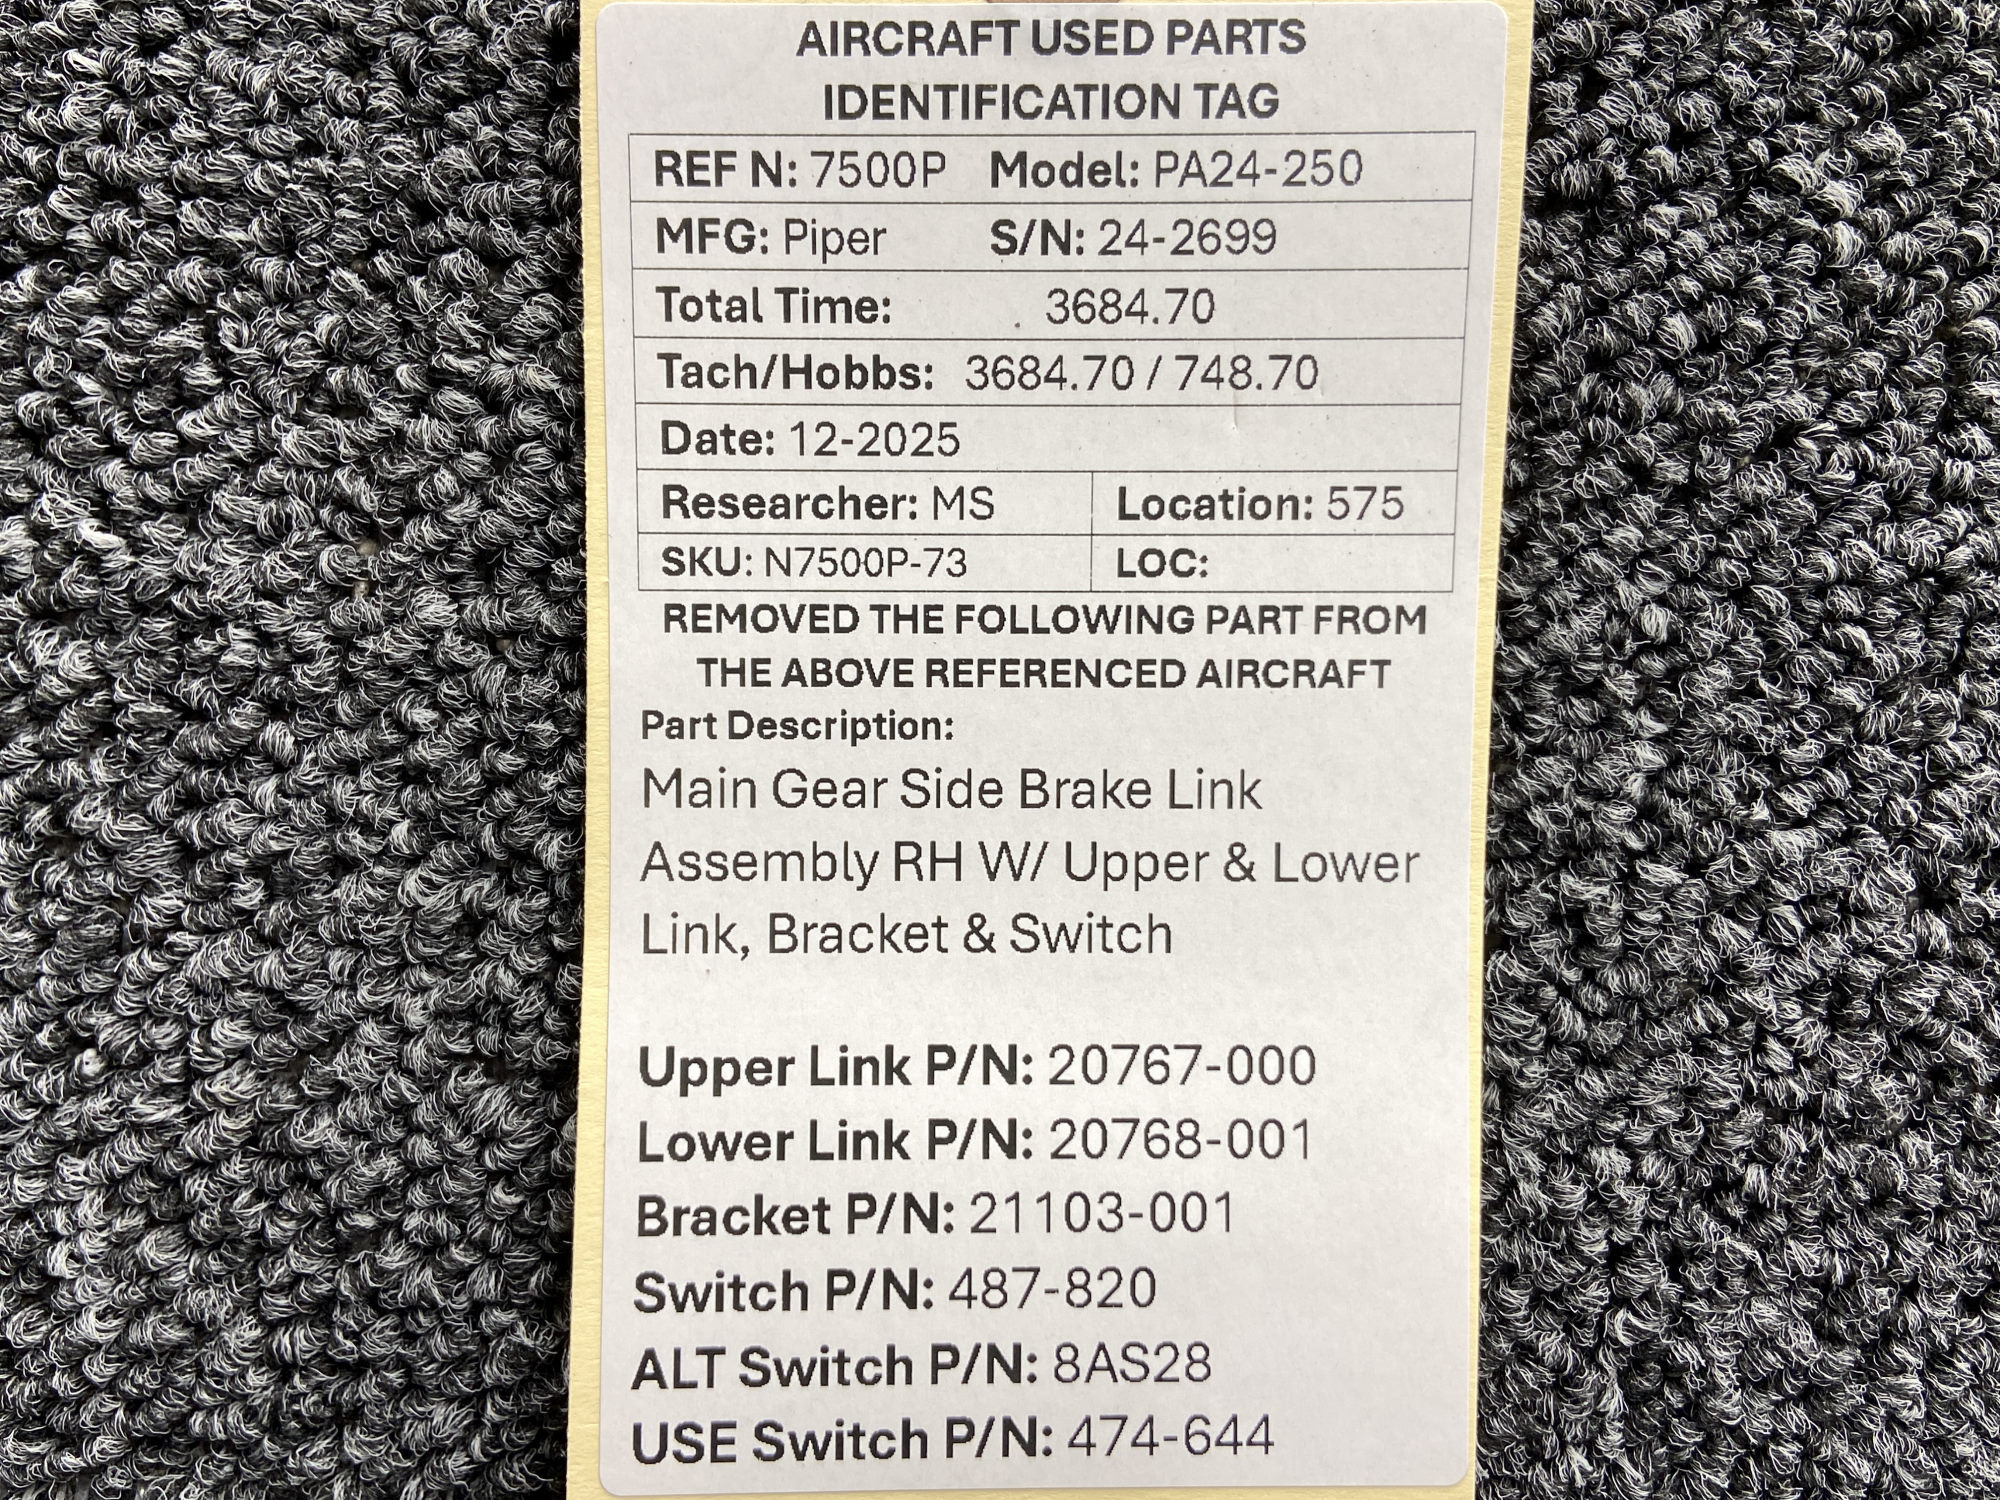 AIRCRAFT USED PARTS
IDENTIFICATION TAG
REF N: 7500P Model: PA24-250
MFG: Piper S/N: 24-2699
Total Time: 3684.70
Tach/Hobbs: 3684.70 / 748.70
Date: 12-2025
Researcher: MS Location: 575
SKU: N7500P-73 LOC:
REMOVED THE FOLLOWING PART FROM
THE ABOVE REFERENCED AIRCRAFT
Part Description:
Main Gear Side Brake Link
Assembly RH W/ Upper & Lower
Link, Bracket & Switch
Upper Link P/N: 20767-000
Lower Link P/N: 20768-001
Bracket P/N: 21103-001
Switch P/N: 487-820
ALT Switch P/N: 8AS28
USE Switch P/N: 474-644